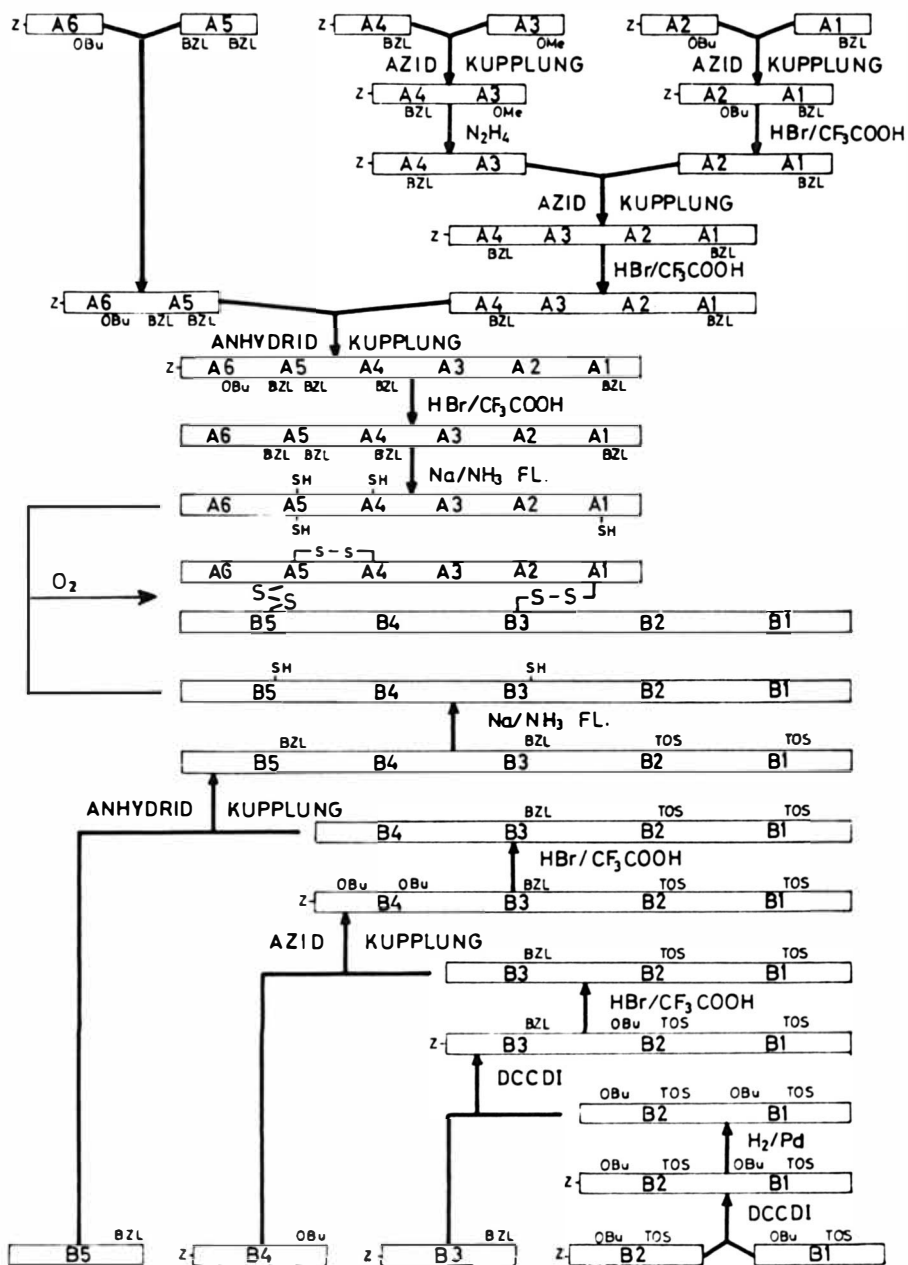 Z- A6 A5 Z- A4 A3 Z- A2 A1
OBu BZL BZL BZL OMe OBu BZL
AZID KUPPLUNG AZID KUPPLUNG
Z- A4 A3 Z- A2 A1
BZL OMe OBu BZL
N₂H₄ HBr/CF₃COOH
Z- A4 A3 A2 A1
BZL BZL
AZID KUPPLUNG
Z- A4 A3 A2 A1
BZL BZL
HBr/CF₃COOH
Z- A6 A5 A4 A3 A2 A1
OBu BZL BZL BZL BZL
ANHYDRID KUPPLUNG
Z- A6 A5 A4 A3 A2 A1
OBu BZL BZL BZL BZL
HBr/CF₃COOH
A6 A5 A4 A3 A2 A1
BZL BZL BZL BZL
Na/NH₃ FL.
SH SH
A6 A5 A4 A3 A2 A1
SH SH
S-S
A6 A5 A4 A3 A2 A1
O₂
S S S-S
B5 B4 B3 B2 B1
SH SH
B5 B4 B3 B2 B1
Na/NH₃ FL.
BZL BZL TOS TOS
B5 B4 B3 B2 B1
ANHYDRID KUPPLUNG
BZL TOS TOS
B4 B3 B2 B1
HBr/CF₃COOH
OBu OBu BZL TOS TOS
Z- B4 B3 B2 B1
AZID KUPPLUNG
BZL TOS TOS
B3 B2 B1
HBr/CF₃COOH
BZL OBu TOS TOS
Z- B3 B2 B1
DCCDI
OBu TOS OBu TOS
B2 B1
H₂/Pd
OBu TOS OBu TOS
Z- B2 B1
DCCDI
BZL OBu BZL OBu TOS OBu TOS
B5 Z- B4 Z- B3 Z- B2 B1